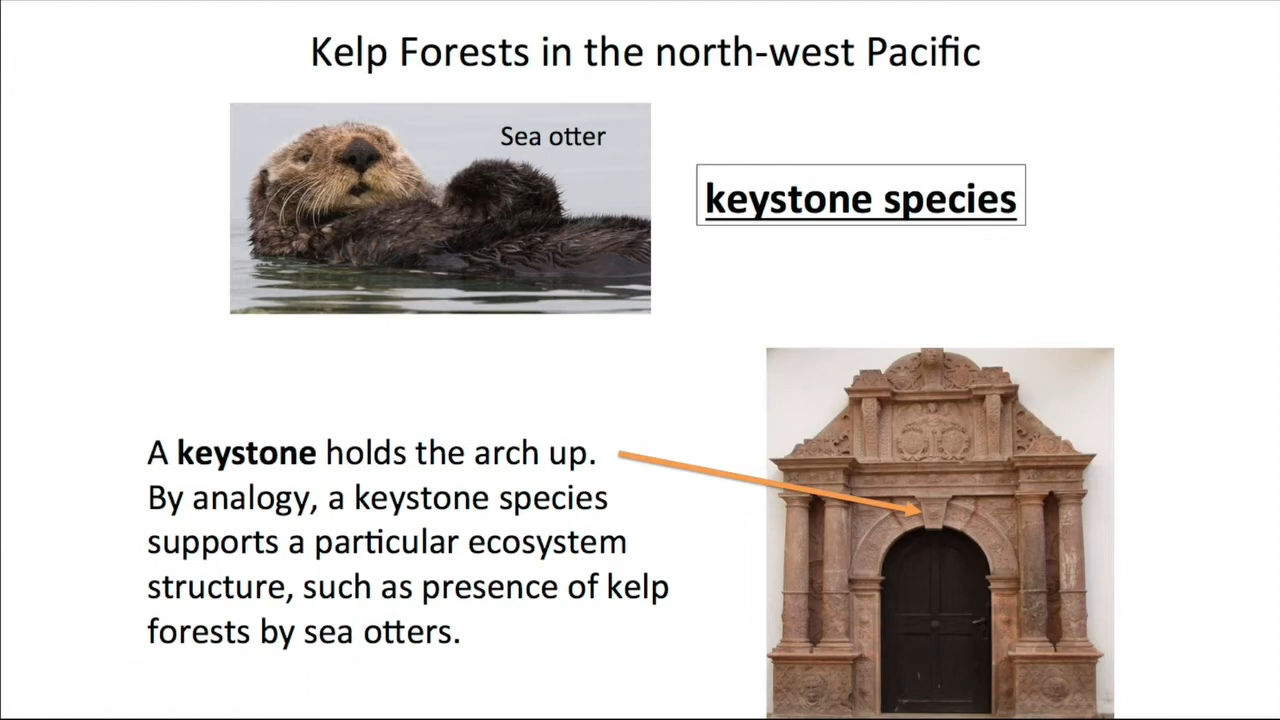 Kelp Forests in the north-west Pacific
Sea otter
keystone species
A keystone holds the arch up.
By analogy, a keystone species
supports a particular ecosystem
structure, such as presence of kelp
forests by sea otters.